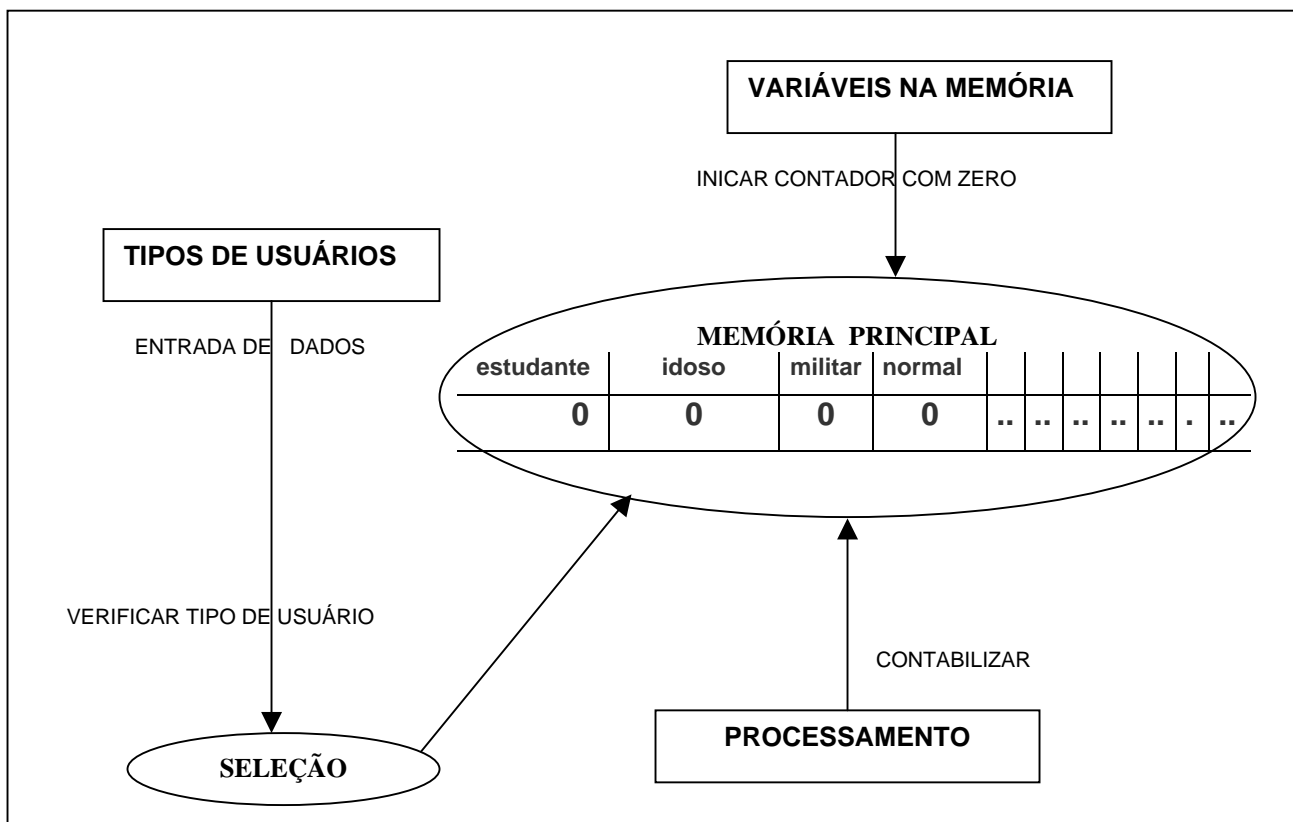 VARIÁVEIS NA MEMÓRIA
INICAR CONTADOR COM ZERO
TIPOS DE USUÁRIOS
ENTRADA DE DADOS
MEMÓRIA PRINCIPAL
estudante idoso militar normal
0 0 0 0 .. .. .. .. .. . ..
VERIFICAR TIPO DE USUÁRIO
CONTABILIZAR
PROCESSAMENTO
SELEÇÃO